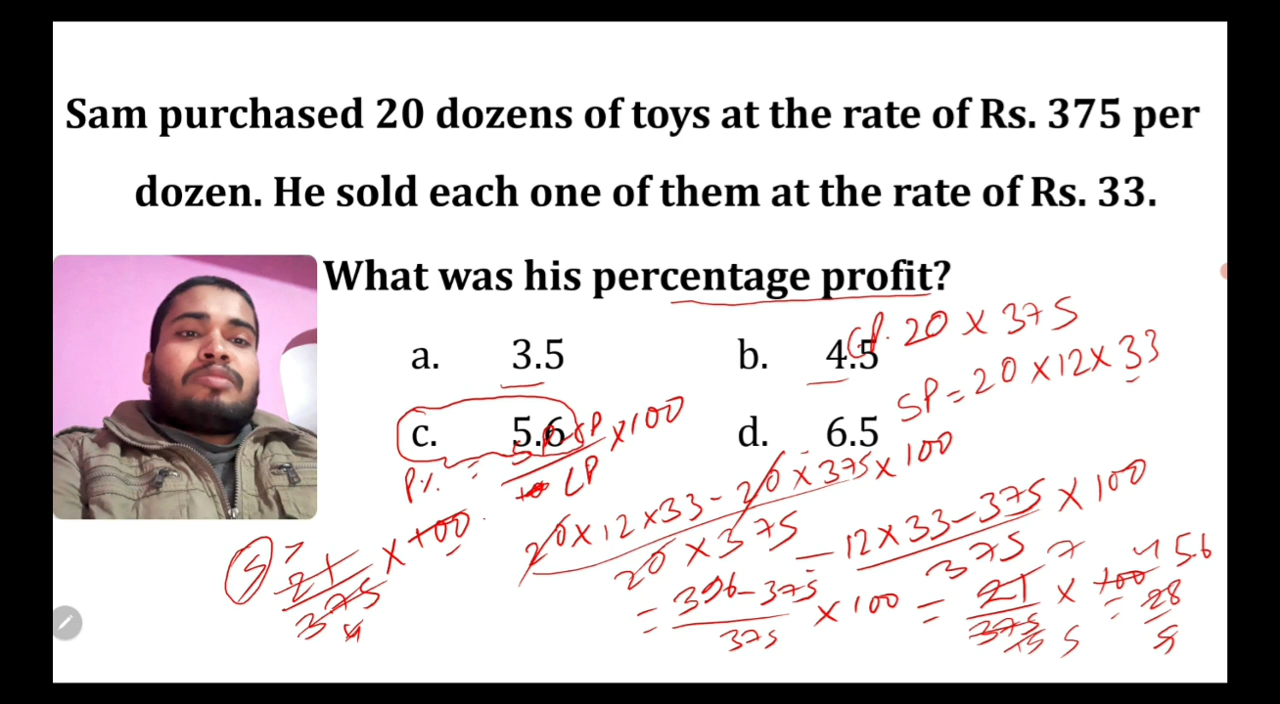 Sam purchased 20 dozens of toys at the rate of Rs. 375 per
dozen. He sold each one of them at the rate of Rs. 33.
What was his percentage profit?
a. 3.5 b. 4.5
c. 5.6 d. 6.5
CP. 20 × 375
SP = 20 × 12 × 33
P% = SP - CP / CP × 100
20 × 12 × 33 - 20 × 375 / 20 × 375 × 100
= 12 × 33 - 375 / 375 × 100
= 396 - 375 / 375 × 100 = 21 / 375 × 100 = 28 / 5
5.6
21 / 375 × 100